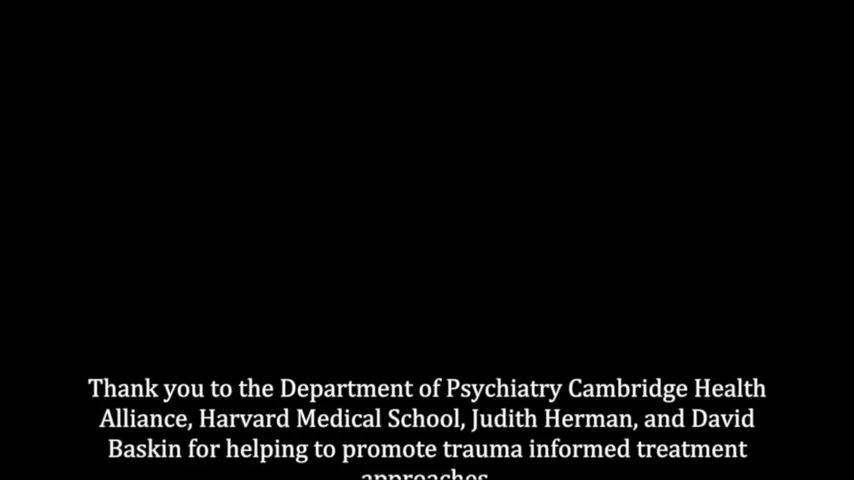 Thank you to the Department of Psychiatry Cambridge Health
Alliance, Harvard Medical School, Judith Herman, and David
Baskin for helping to promote trauma informed treatment
approaches